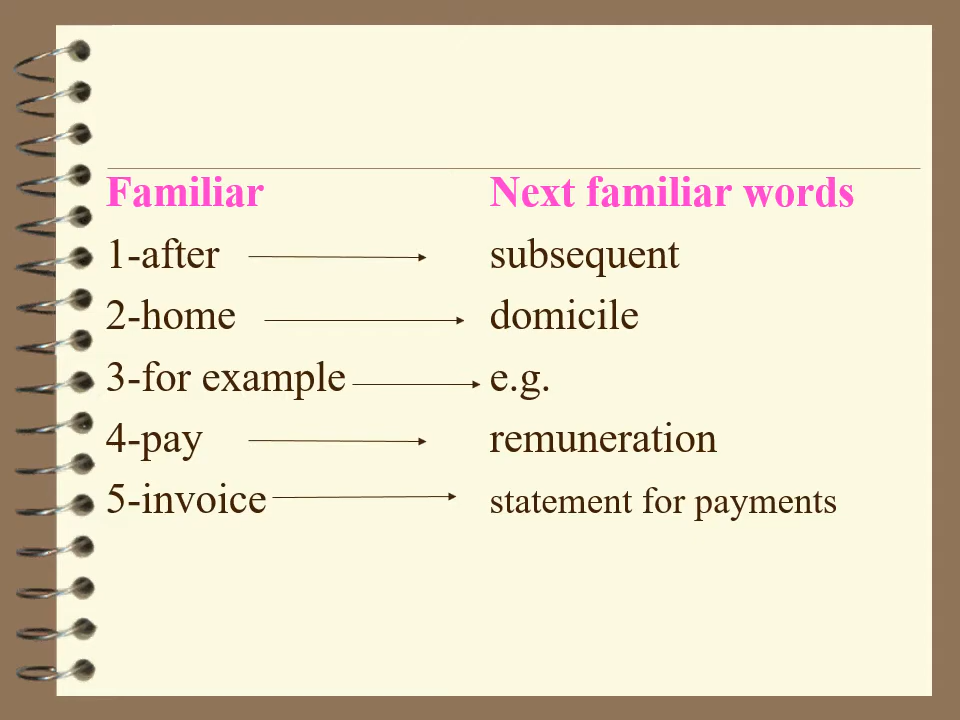 Familiar Next familiar words
1-after subsequent
2-home domicile
3-for example e.g.
4-pay remuneration
5-invoice statement for payments